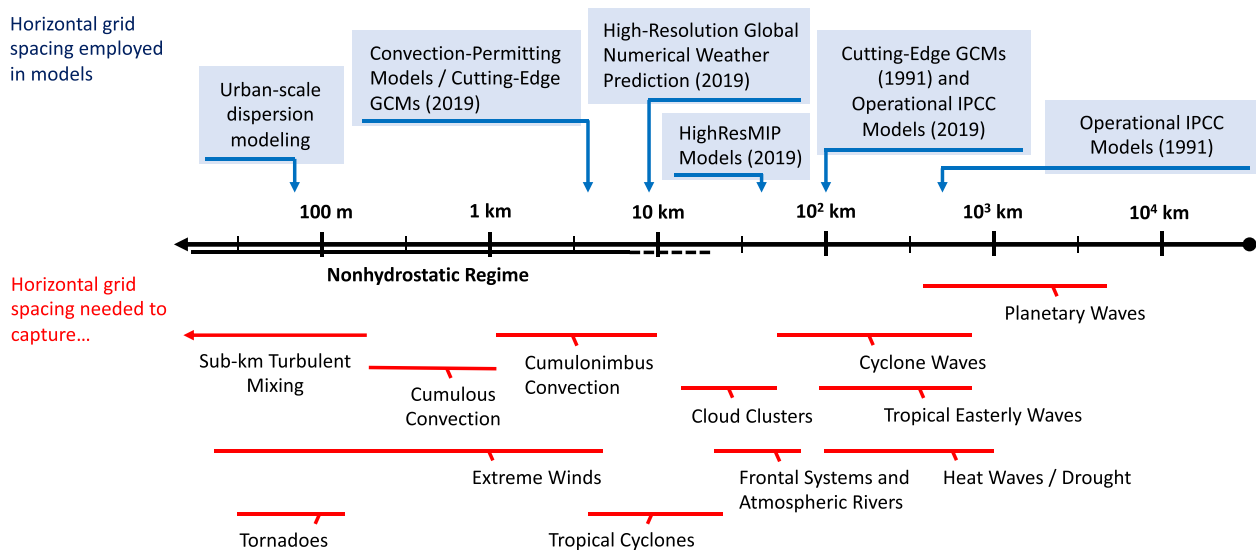 Horizontal grid
spacing employed
in models
Urban-scale
dispersion
modeling
Convection-Permitting
Models / Cutting-Edge
GCMs (2019)
High-Resolution Global
Numerical Weather
Prediction (2019)
HighResMIP
Models (2019)
Cutting-Edge GCMs
(1991) and
Operational IPCC
Models (2019)
Operational IPCC
Models (1991)
100 m
1 km
10 km
10² km
10³ km
10⁴ km
Nonhydrostatic Regime
Horizontal grid
spacing needed to
capture...
Planetary Waves
Sub-km Turbulent
Mixing
Cumulous
Convection
Cumulonimbus
Convection
Cyclone Waves
Cloud Clusters
Tropical Easterly Waves
Extreme Winds
Frontal Systems and
Atmospheric Rivers
Heat Waves / Drought
Tornadoes
Tropical Cyclones